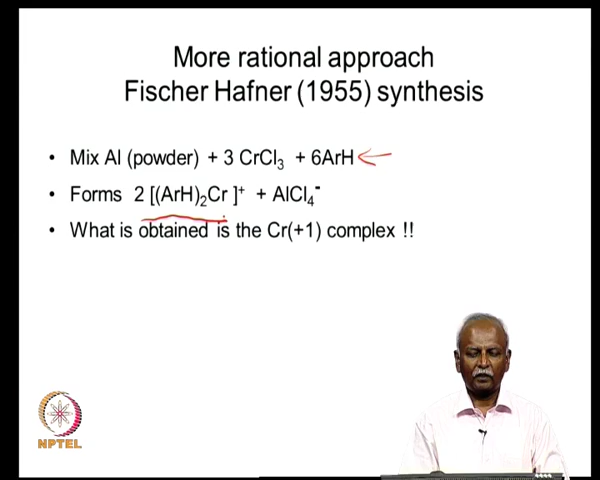 More rational approach
Fischer Hafner (1955) synthesis
• Mix Al (powder) + 3 CrCl₃ + 6ArH
• Forms 2 [(ArH)₂Cr ]⁺ + AlCl₄⁻
• What is obtained is the Cr(+1) complex !!
NPTEL